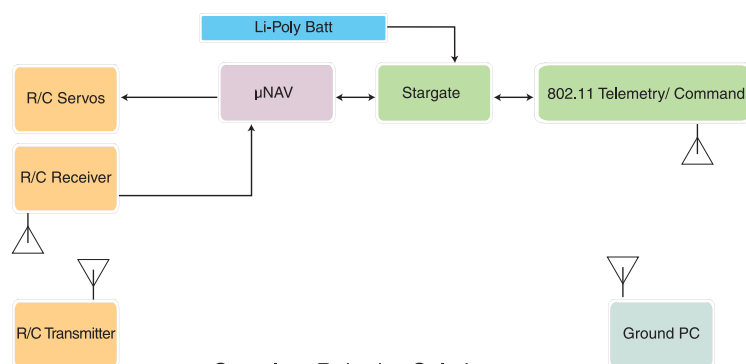 Li-Poly Batt
R/C Servos
µNAV
Stargate
802.11 Telemetry/ Command
R/C Receiver
R/C Transmitter
Ground PC